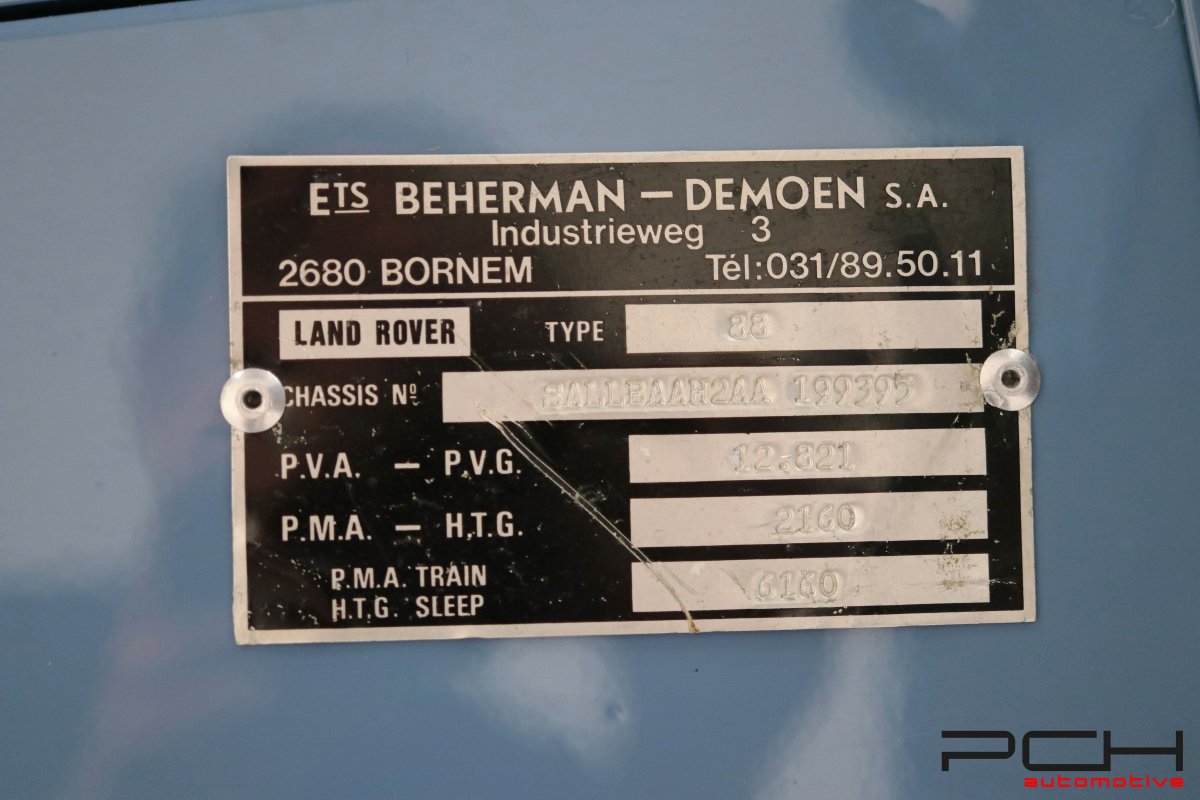 ETS BEHERMAN — DEMOEN S.A.
Industrieweg 3
2680 BORNEM Tél:031/89.50.11
LAND ROVER TYPE 88
CHASSIS Nº SALLBAAH2AA 199395
P.V.A. — P.V.G. 12.821
P.M.A. — H.T.G. 2160
P.M.A. TRAIN
H.T.G. SLEEP 6160
PCH
automotive